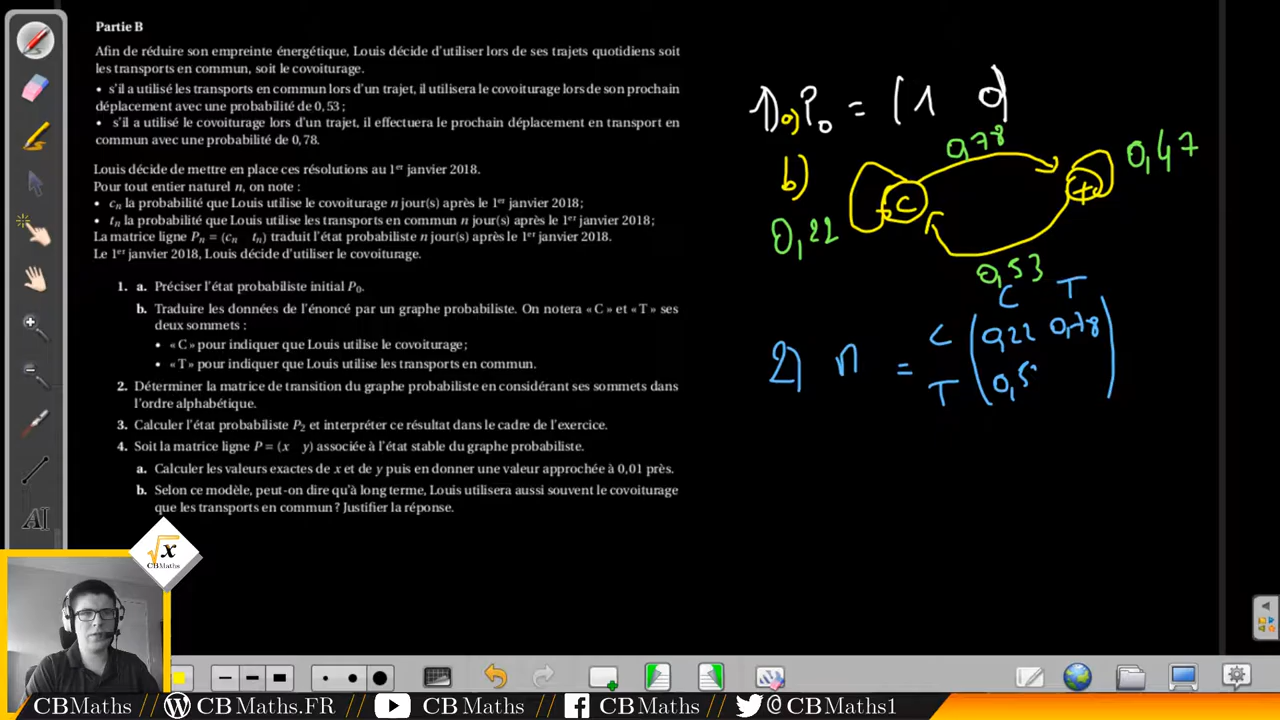 Partie B
Afin de réduire son empreinte énergétique, Louis décide d'utiliser lors de ses trajets quotidiens soit
les transports en commun, soit le covoiturage.
• s'il a utilisé les transports en commun lors d'un trajet, il utilisera le covoiturage lors de son prochain
déplacement avec une probabilité de 0,53 ;
• s'il a utilisé le covoiturage lors d'un trajet, il effectuera le prochain déplacement en transport en
commun avec une probabilité de 0,78.
Louis décide de mettre en place ces résolutions au 1er janvier 2018.
Pour tout entier naturel n, on note :
• cn la probabilité que Louis utilise le covoiturage n jour(s) après le 1er janvier 2018 ;
• tn la probabilité que Louis utilise les transports en commun n jour(s) après le 1er janvier 2018 ;
La matrice ligne Pn = (cn tn) traduit l'état probabiliste n jour(s) après le 1er janvier 2018.
Le 1er janvier 2018, Louis décide d'utiliser le covoiturage.
1. a. Préciser l'état probabiliste initial P0.
b. Traduire les données de l'énoncé par un graphe probabiliste. On notera « C » et « T » ses
deux sommets :
• « C » pour indiquer que Louis utilise le covoiturage ;
• « T » pour indiquer que Louis utilise les transports en commun.
2. Déterminer la matrice de transition du graphe probabiliste en considérant ses sommets dans
l'ordre alphabétique.
3. Calculer l'état probabiliste P2 et interpréter ce résultat dans le cadre de l'exercice.
4. Soit la matrice ligne P = (x y) associée à l'état stable du graphe probabiliste.
a. Calculer les valeurs exactes de x et de y puis en donner une valeur approchée à 0,01 près.
b. Selon ce modèle, peut-on dire qu'à long terme, Louis utilisera aussi souvent le covoiturage
que les transports en commun ? Justifier la réponse.
1) a) P0 = (1 0)
b) 0,78 0,47
C t
0,22
0,53
C T
2) M = C (0,22 0,78)
T (0,5
AI
√x
CBMaths
CBMaths
CBMaths.FR
CBMaths
CBMaths
@CBMaths1